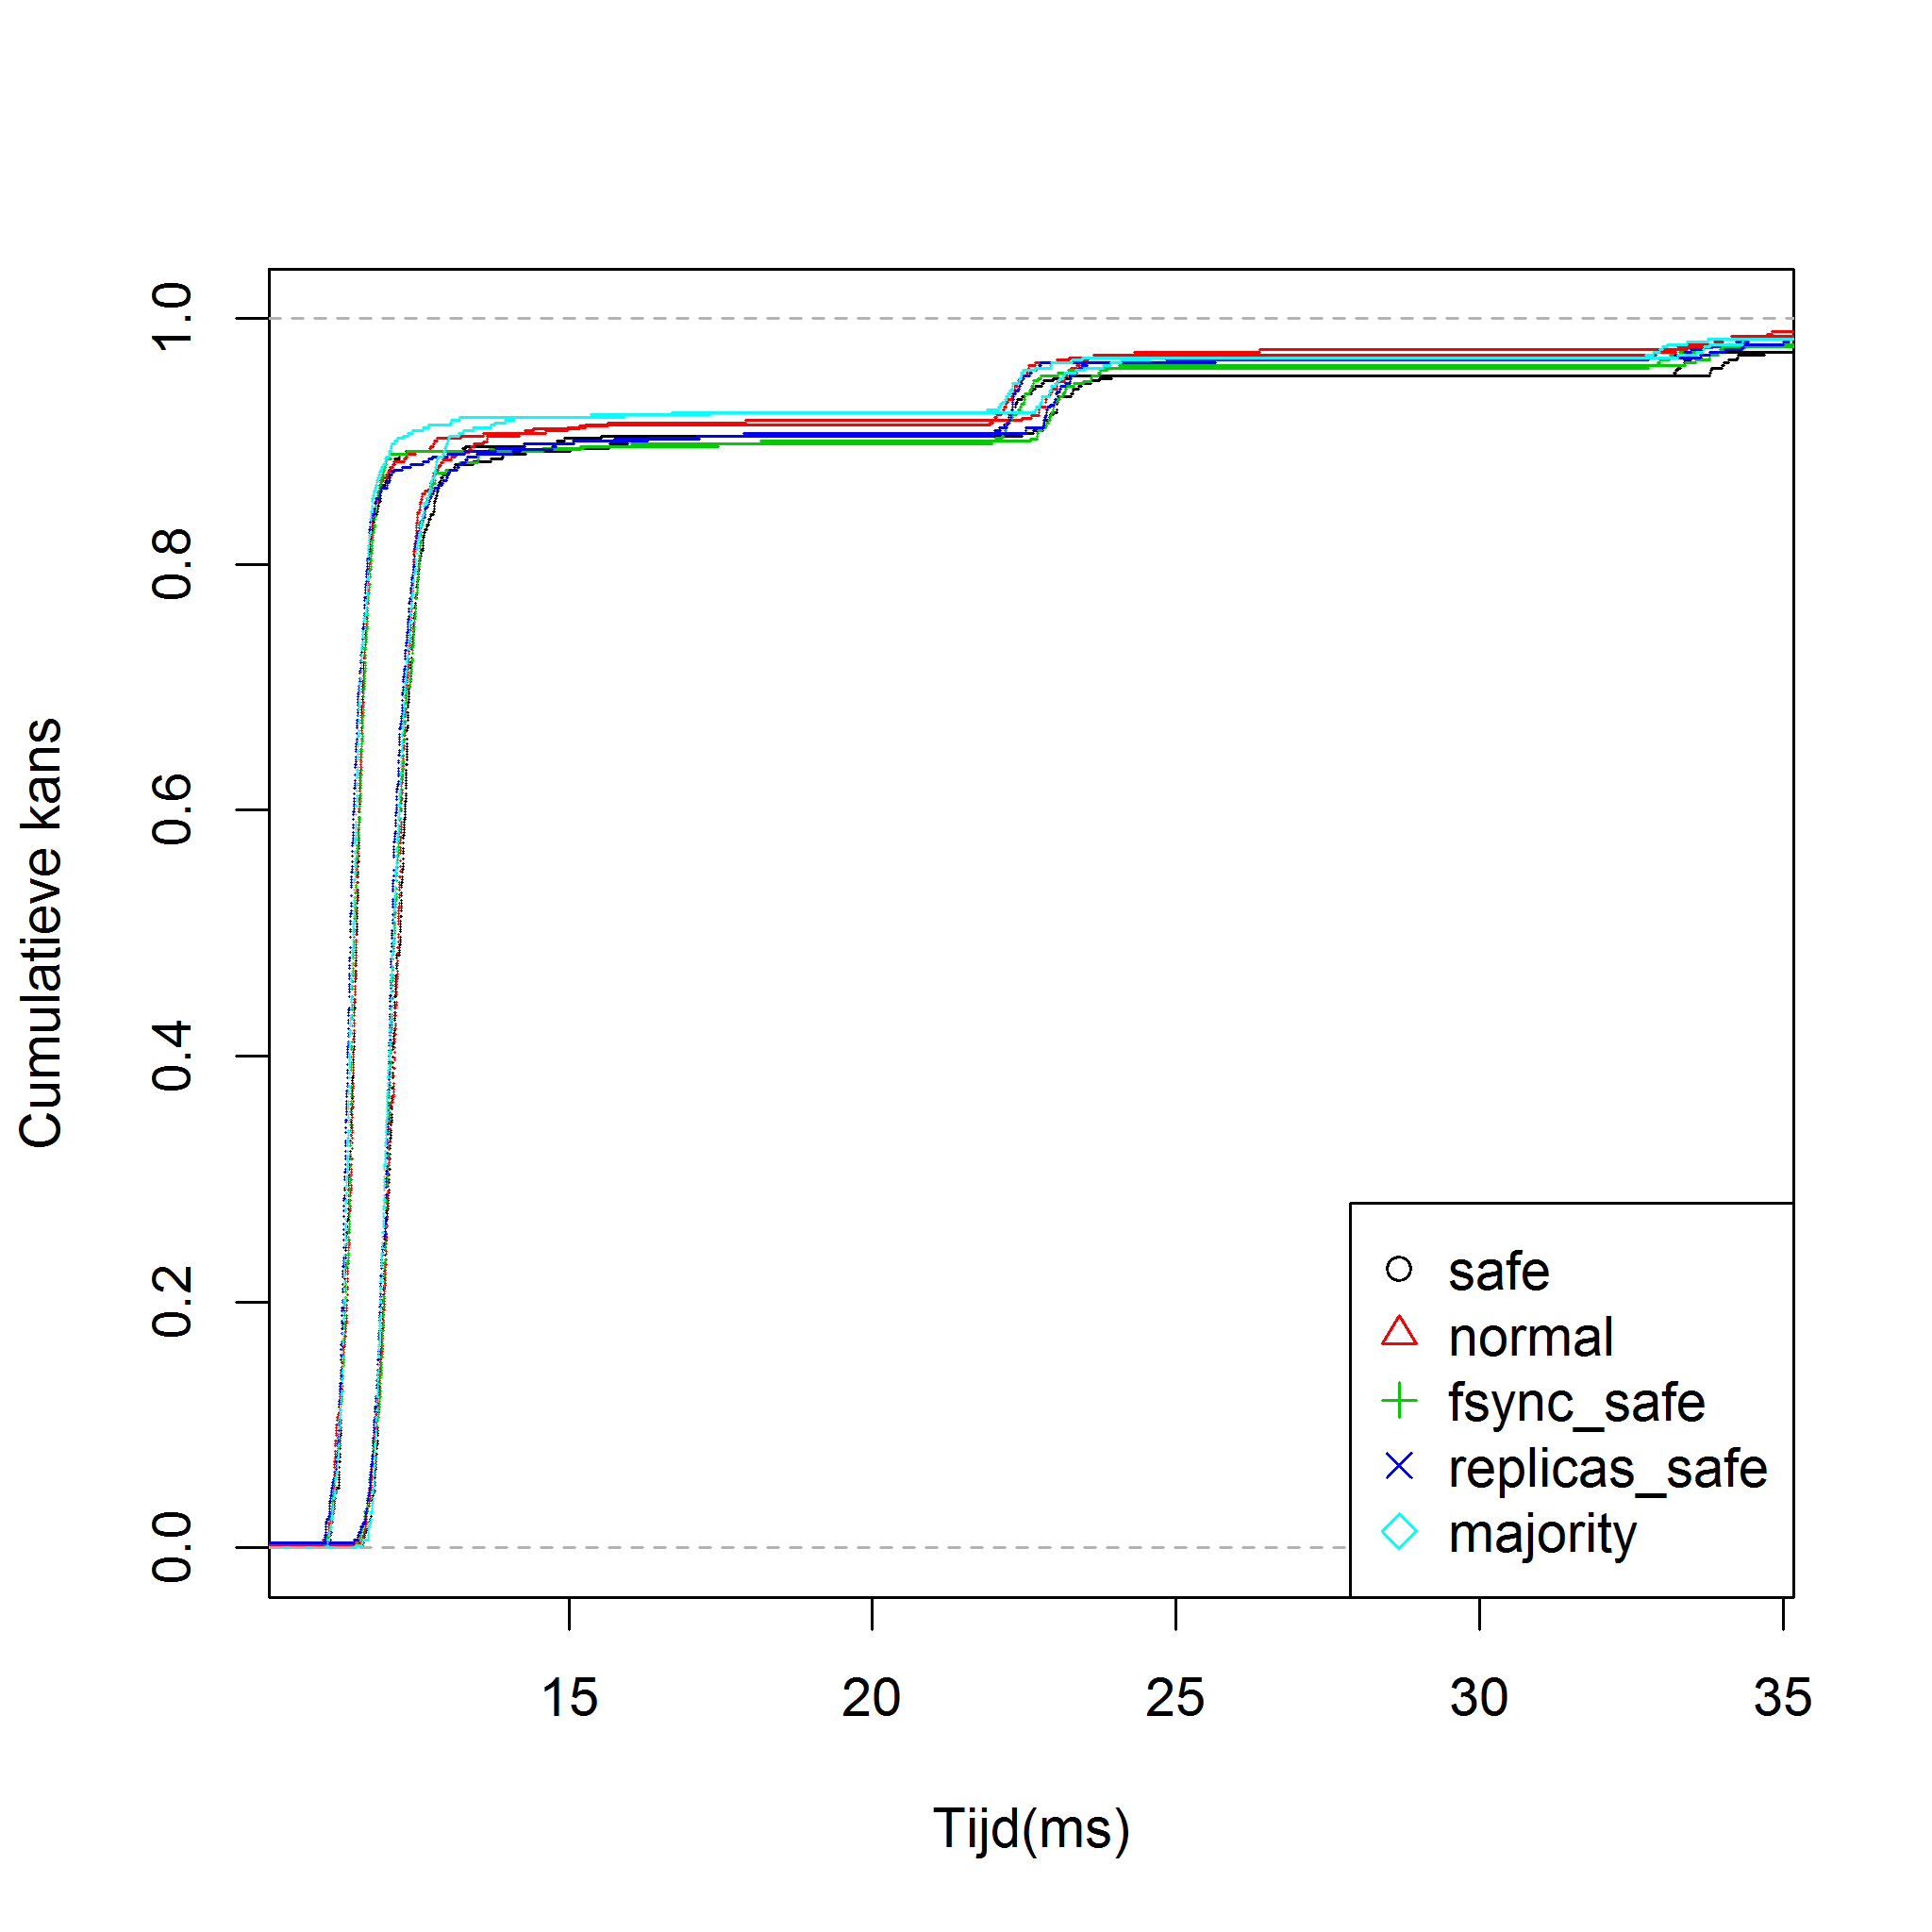 Cumulatieve kans
1.0
0.8
0.6
0.4
0.2
0.0
safe
normal
fsync_safe
replicas_safe
majority
15 20 25 30 35
Tijd(ms)